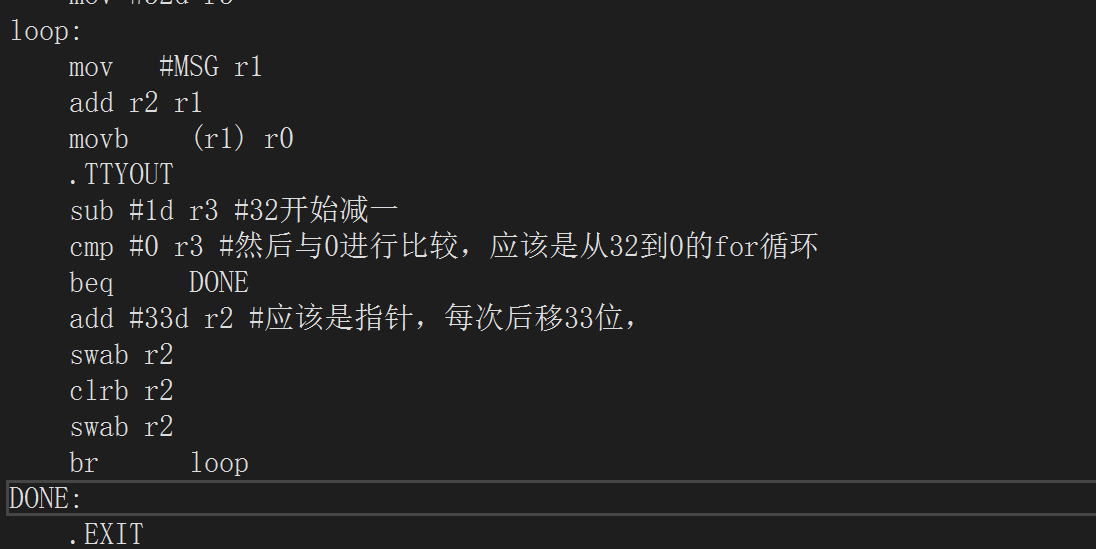 mov #32d r3
loop:
mov #MSG r1
add r2 r1
movb (r1) r0
.TTYOUT
sub #1d r3 #32开始减一
cmp #0 r3 #然后与0进行比较，应该是从32到0的for循环
beq DONE
add #33d r2 #应该是指针，每次后移33位，
swab r2
clrb r2
swab r2
br loop
DONE:
.EXIT